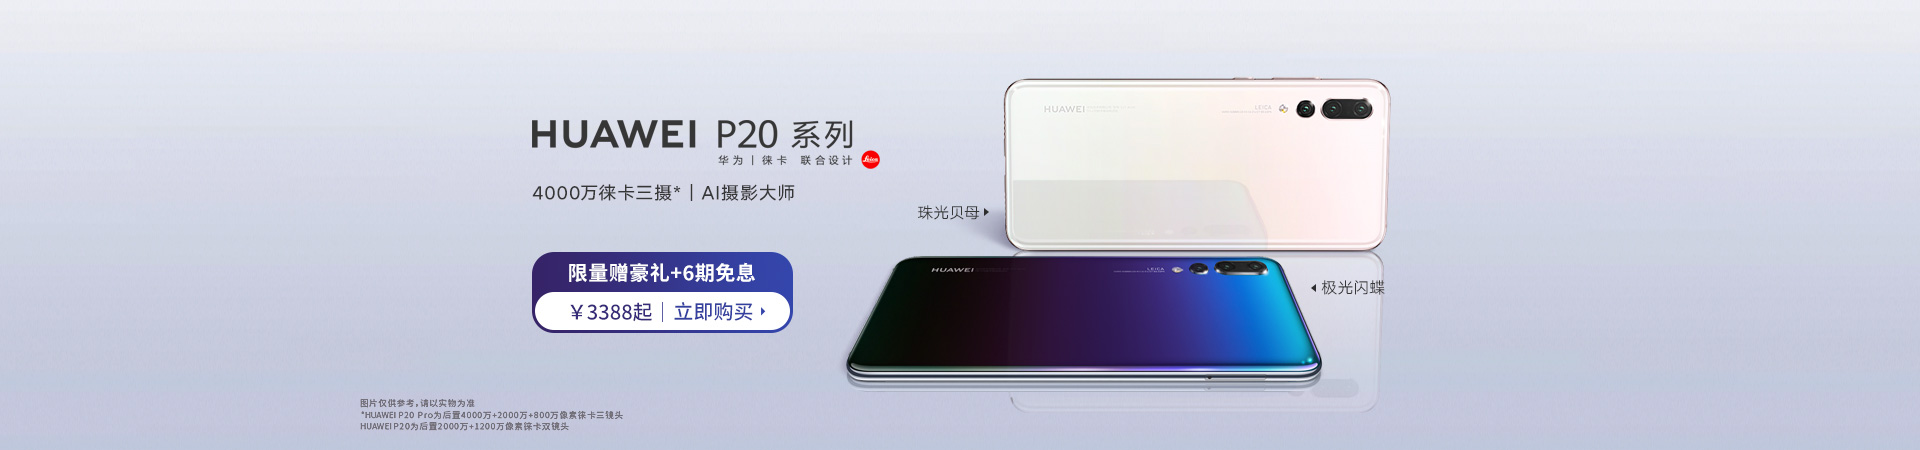 HUAWEI P20 系列
华为 | 徕卡 联合设计
Leica
4000万徕卡三摄* | AI摄影大师
限量赠豪礼+6期免息
￥3388起 | 立即购买
HUAWEI
LEICA
珠光贝母
HUAWEI
LEICA
极光闪蝶
图片仅供参考，请以实物为准
*HUAWEI P20 Pro为后置4000万+2000万+800万像素徕卡三镜头
HUAWEI P20为后置2000万+1200万像素徕卡双镜头